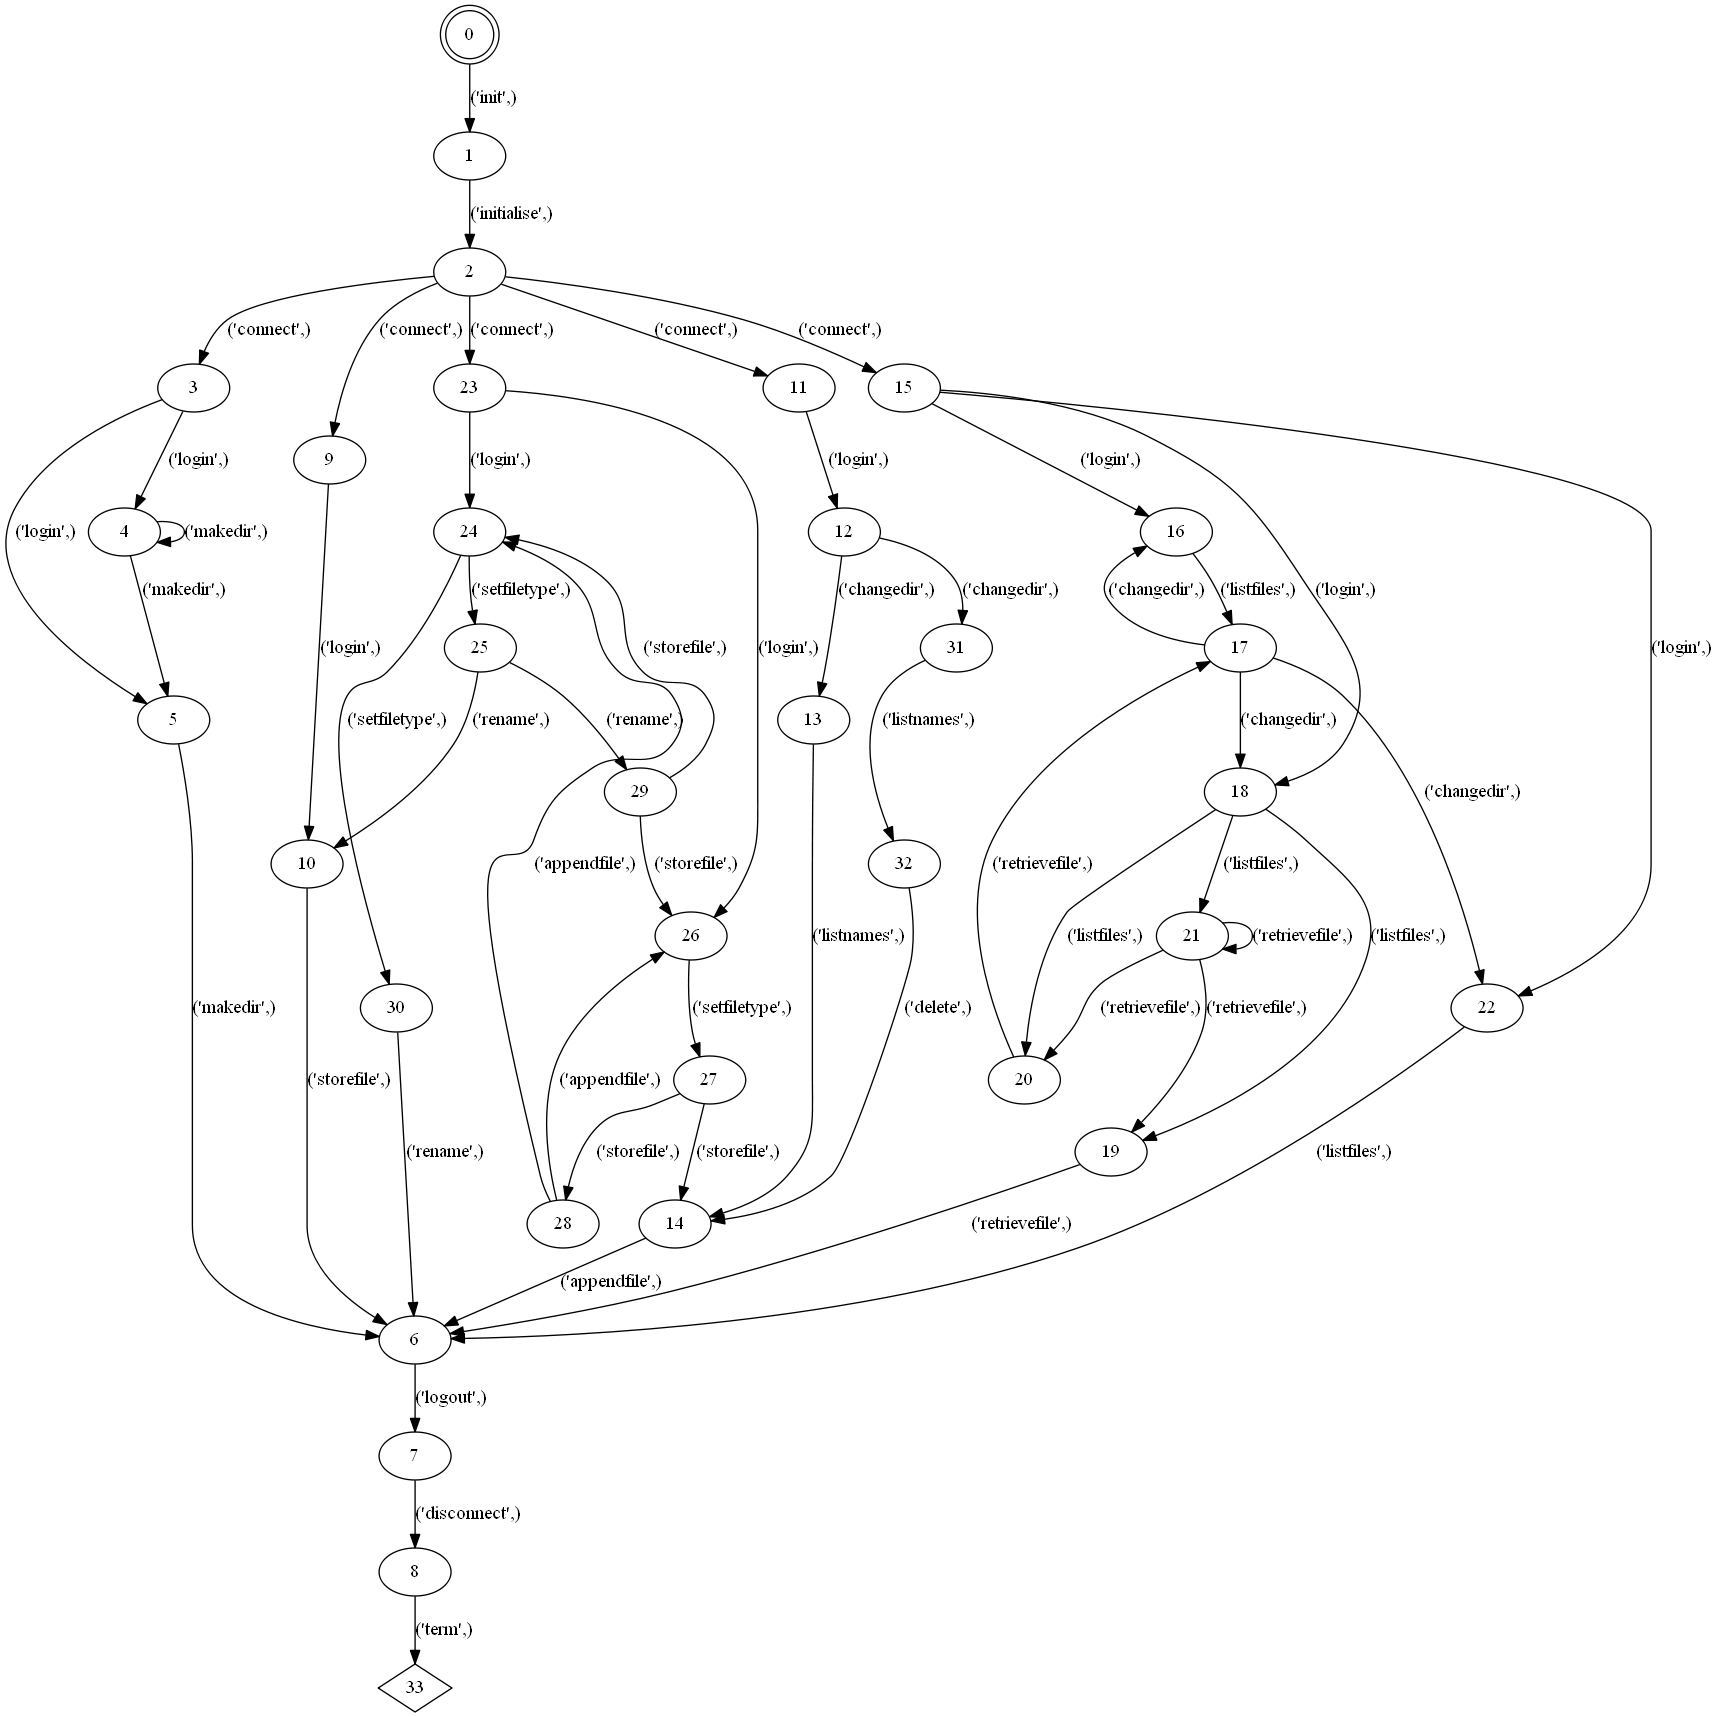 0
('init',)
1
('initialise',)
2
('connect',) ('connect',) ('connect',) ('connect',) ('connect',)
3 23 11 15
9
('login',) ('login',) ('login',) ('login',)
('login',) 4 ('makedir',) 24 12 16
('makedir',) ('setfiletype',) ('changedir',) ('changedir',) ('changedir',) ('listfiles',) ('login',)
('login',) 25 ('storefile',) ('login',) 31 17 ('login',)
5 ('setfiletype',) ('rename',) ('rename',) 13 ('listnames',) ('changedir',)
29 18 ('changedir',)
10 ('appendfile',) ('storefile',) 32 ('retrievefile',) ('listfiles',)
26 ('listnames',) ('listfiles',) 21 ('retrievefile',) ('listfiles',)
('makedir',) 30 ('setfiletype',) ('delete',) ('retrievefile',) ('retrievefile',) 22
('storefile',) ('appendfile',) 27 20
('rename',) ('storefile',) ('storefile',) 19 ('listfiles',)
28 14 ('retrievefile',)
('appendfile',)
6
('logout',)
7
('disconnect',)
8
('term',)
33